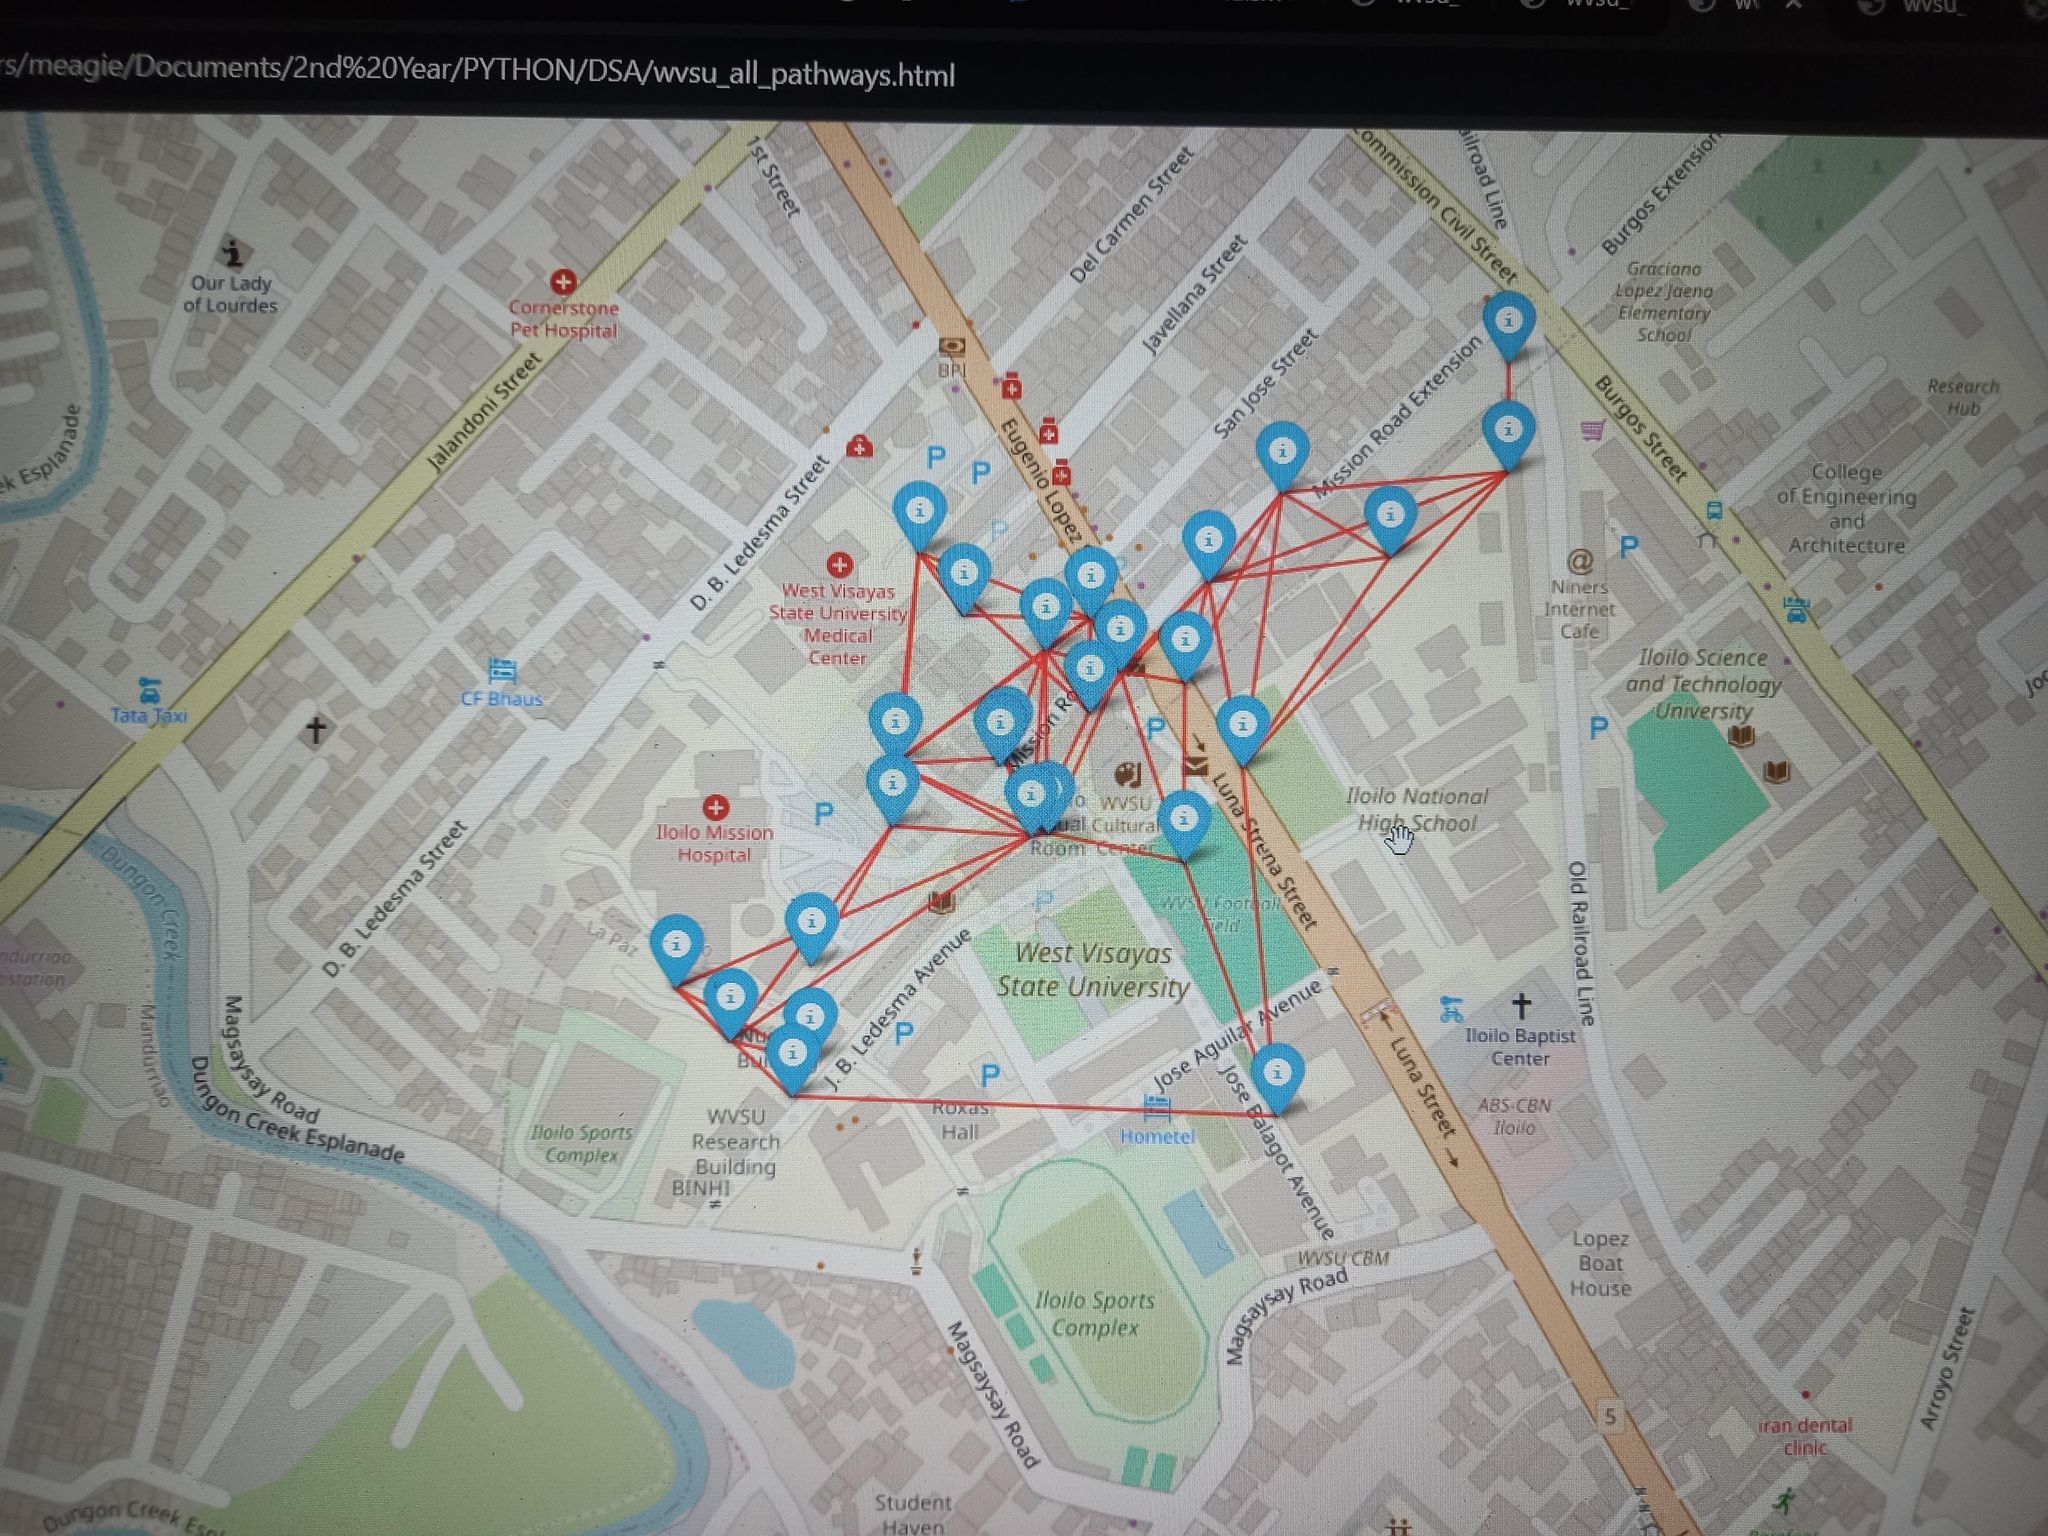 rs/meagie/Documents/2nd%20Year/PYTHON/DSA/wvsu_all_pathways.html
1st Street
Commission Civil Street
Railroad Line
Burgos Extension
Del Carmen Street
Javellana Street
San Jose Street
Mission Road Extension
Our Lady
of Lourdes
Cornerstone
Pet Hospital
Graciano
Lopez Jaena
Elementary
School
Jalandoni Street
BPI
Eugenio Lopez
Burgos Street
Research
Hub
ek Esplanade
P
P
P
D. B. Ledesma Street
College
of Engineering
and
Architecture
West Visayas
State University
Medical
Center
@
P
Niners
Internet
Cafe
CF Bhaus
Tata Taxi
Iloilo Science
and Technology
University
P
P
Mission Ro
Iloilo Mission
Hospital
P
WVSU
Cultural
Room Center
Luna Strena Street
Iloilo National
High School
Dungon Creek
D. B. Ledesma Street
La Paz
P
WVSU Football
Field
West Visayas
State University
J. B. Ledesma Avenue
P
P
Jose Aguilar Avenue
Old Railroad Line
Iloilo Baptist
Center
Mandurriao
Magsaysay Road
Dungon Creek Esplanade
Iloilo Sports
Complex
WVSU
Research
Building
BINHI
Roxas
Hall
Hometel
Jose Balagot Avenue
Luna Street
ABS-CBN
Iloilo
WVSU CBM
Magsaysay Road
Lopez
Boat
House
Iloilo Sports
Complex
Magsaysay Road
5
Arroyo Street
iran dental
clinic
Student
Haven
Dungon Creek Espl